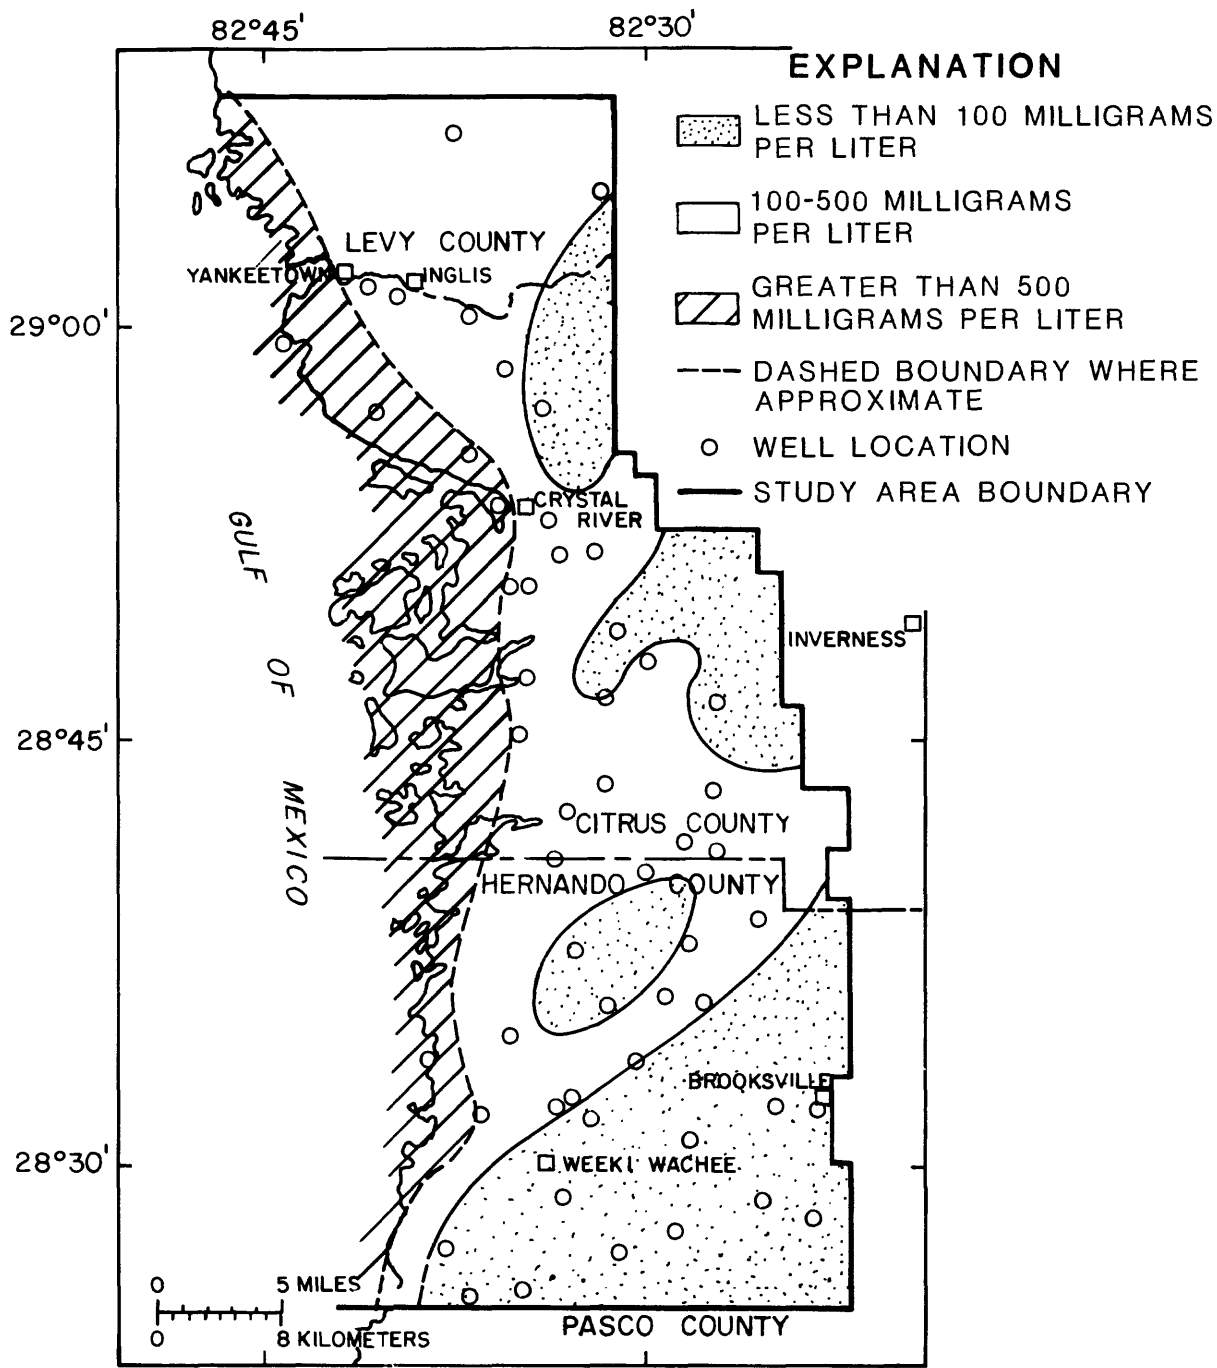 82°45'
82°30'
EXPLANATION
LESS THAN 100 MILLIGRAMS
PER LITER
100-500 MILLIGRAMS
PER LITER
GREATER THAN 500
MILLIGRAMS PER LITER
DASHED BOUNDARY WHERE
APPROXIMATE
WELL LOCATION
STUDY AREA BOUNDARY
LEVY COUNTY
YANKEETOWN
INGLIS
29°00'
CRYSTAL
RIVER
GULF
OF
MEXICO
INVERNESS
28°45'
CITRUS COUNTY
HERNANDO COUNTY
BROOKSVILLE
28°30'
WEEKI WACHEE
0 5 MILES
0 8 KILOMETERS
PASCO COUNTY